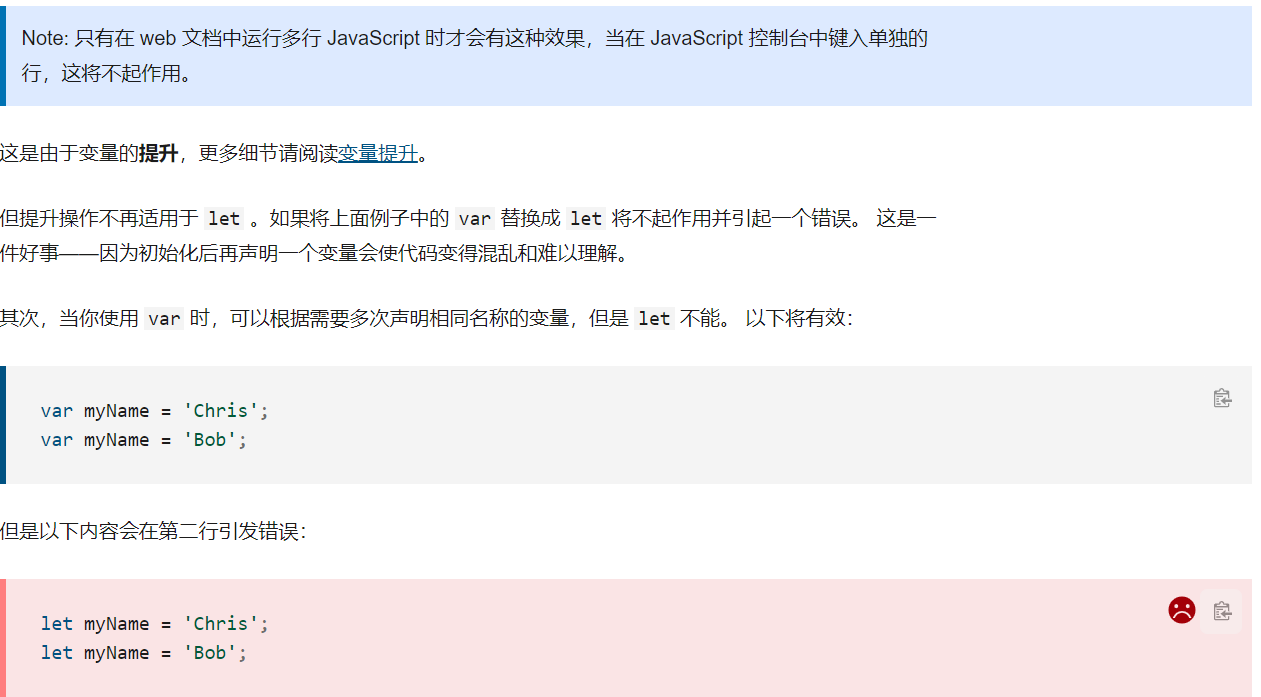 Note: 只有在 web 文档中运行多行 JavaScript 时才会有这种效果，当在 JavaScript 控制台中键入单独的
行，这将不起作用。
这是由于变量的提升，更多细节请阅读变量提升。
但提升操作不再适用于 let 。如果将上面例子中的 var 替换成 let 将不起作用并引起一个错误。 这是一
件好事——因为初始化后再声明一个变量会使代码变得混乱和难以理解。
其次，当你使用 var 时，可以根据需要多次声明相同名称的变量，但是 let 不能。 以下将有效：
var myName = 'Chris';
var myName = 'Bob';
但是以下内容会在第二行引发错误：
let myName = 'Chris';
let myName = 'Bob';